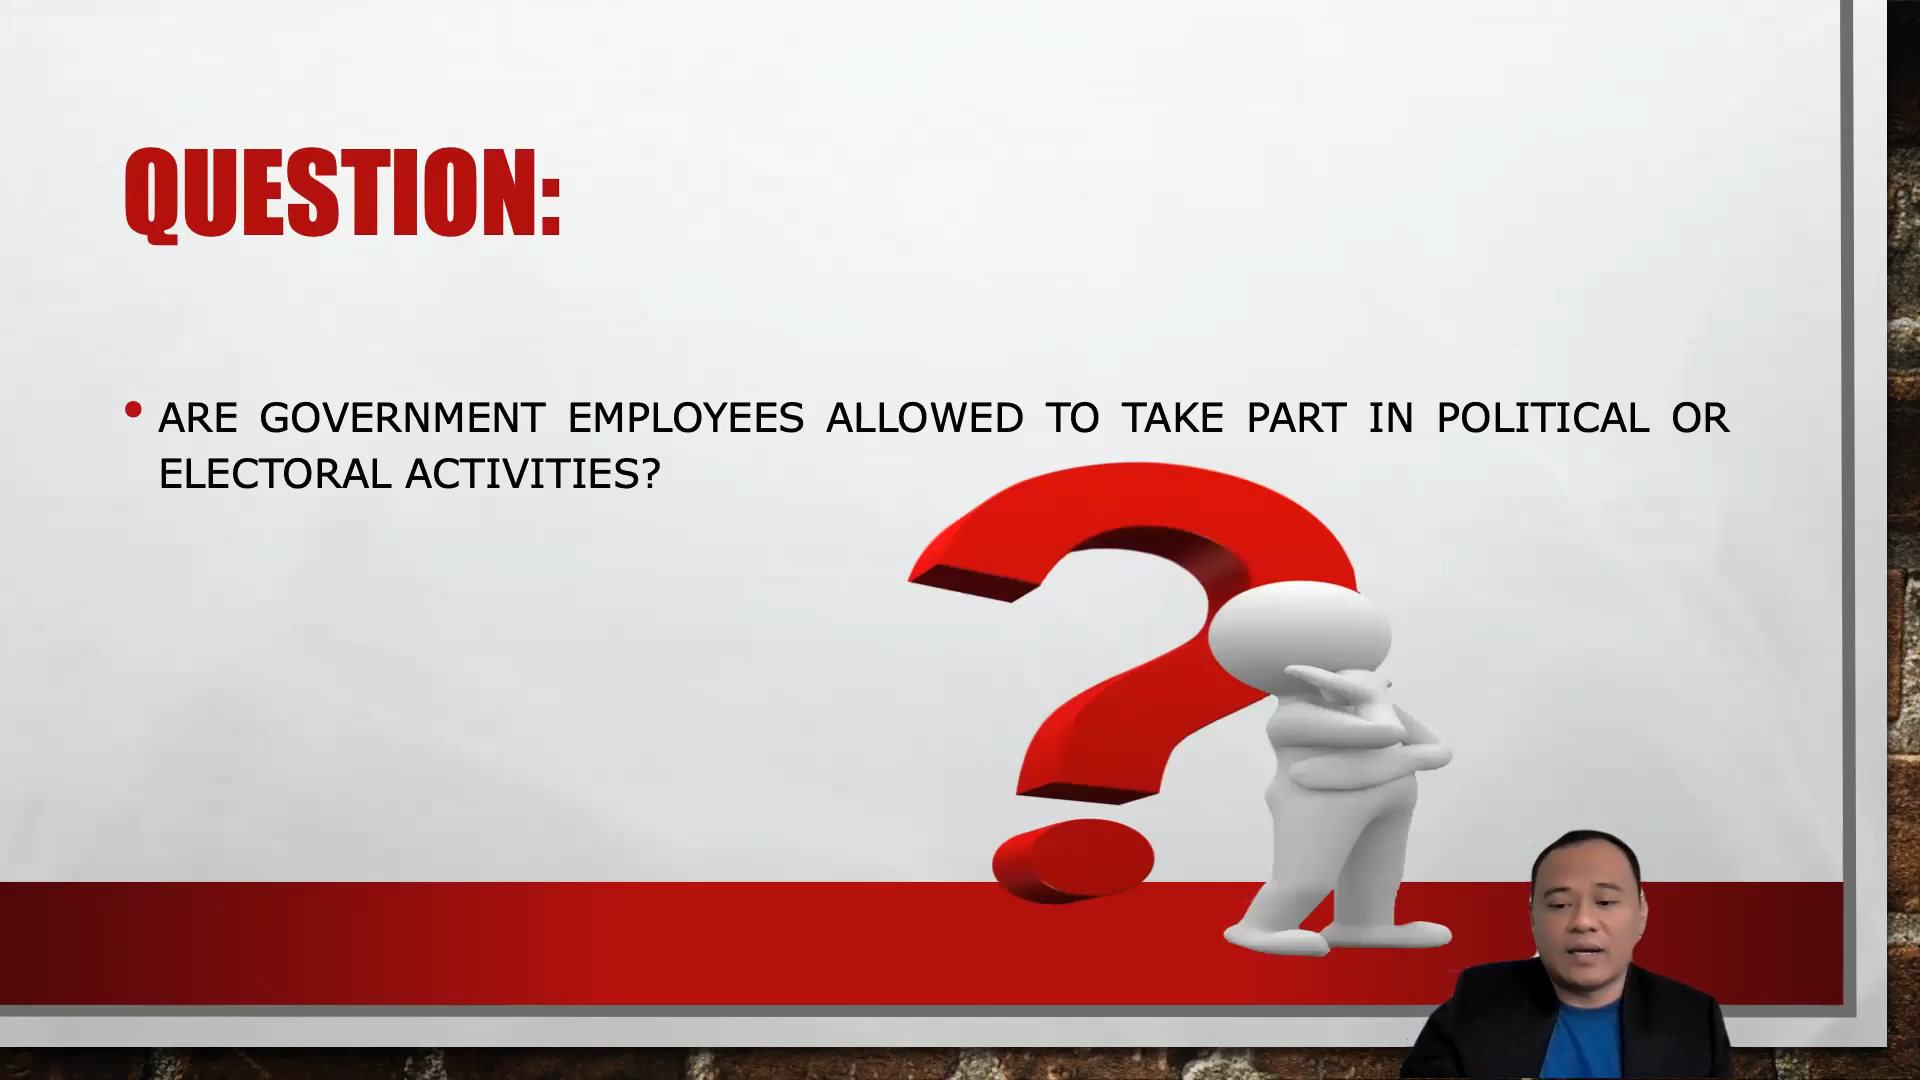 QUESTION:
• ARE GOVERNMENT EMPLOYEES ALLOWED TO TAKE PART IN POLITICAL OR
ELECTORAL ACTIVITIES?